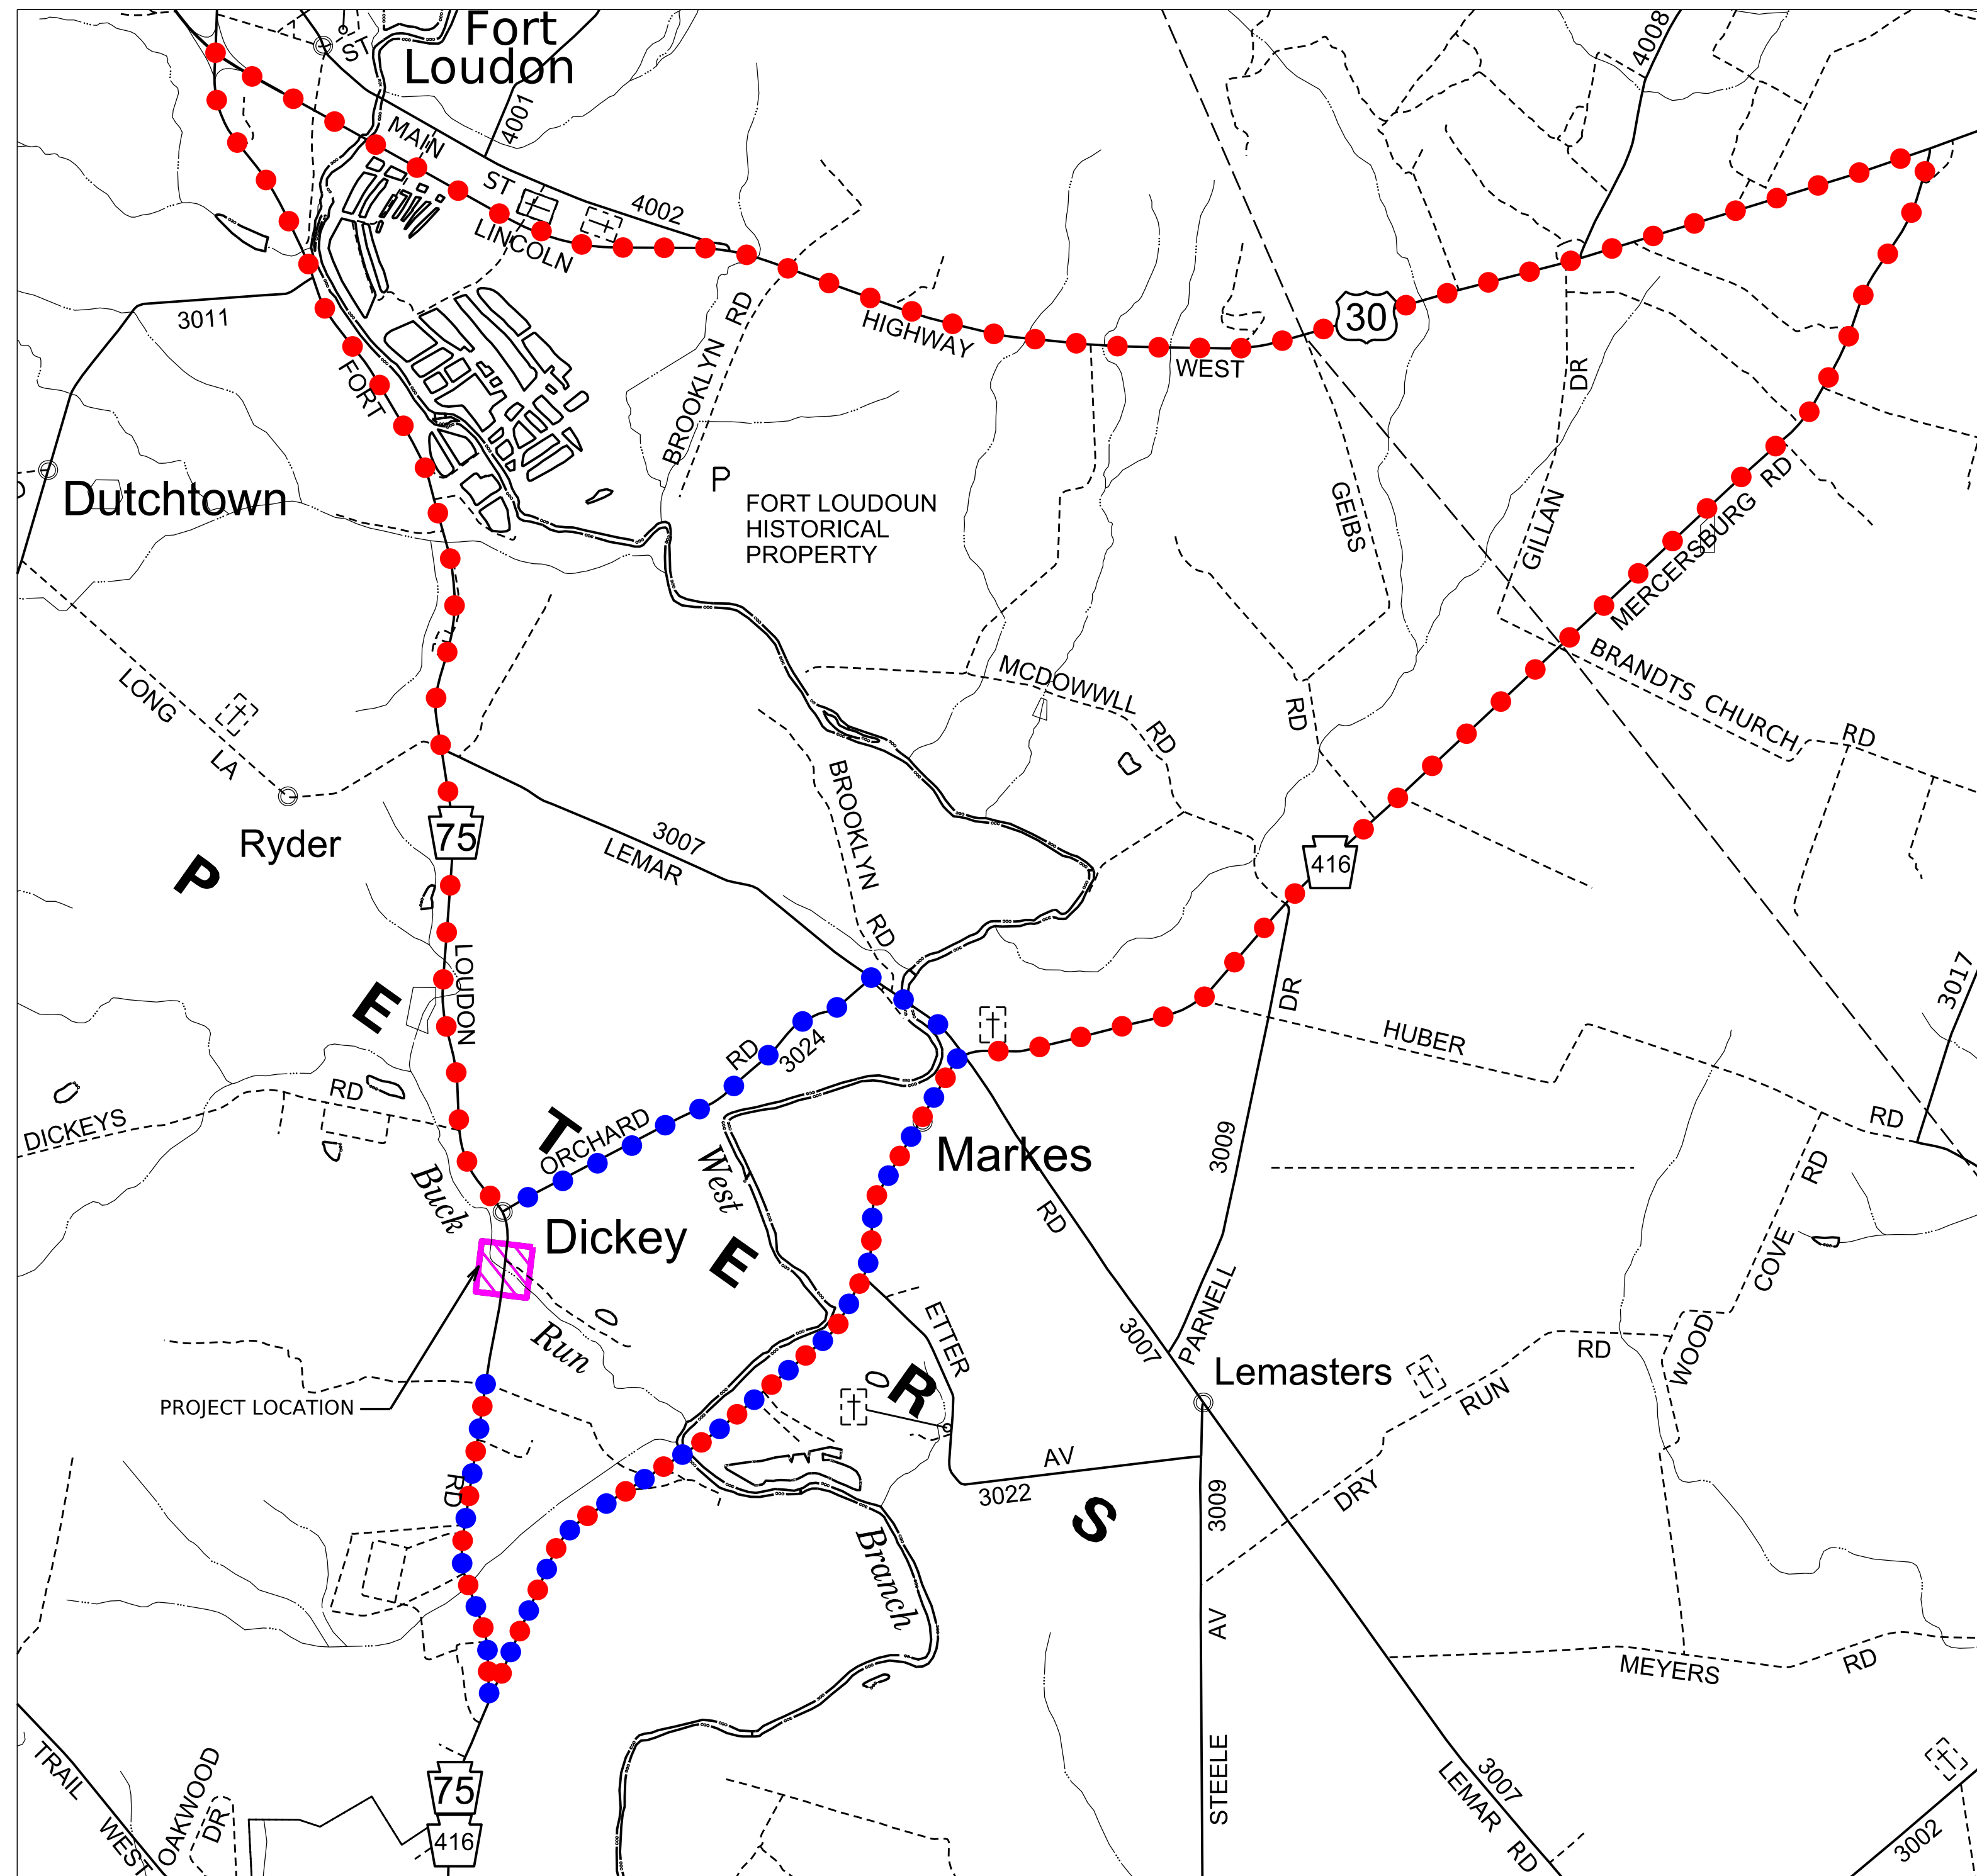 Fort
Loudon
ST
4008
4001
MAIN
ST
4002
LINCOLN
30
3011
HIGHWAY
WEST
BROOKLYN RD
FORT
DR
Dutchtown
P
FORT LOUDOUN
HISTORICAL
PROPERTY
GEIBS
GILLAN
MERCERSBURG RD
LONG
LA
MCDOWWLL
RD
RD
BRANDTS CHURCH
RD
Ryder
75
3007
LEMAR
BROOKLYN
RD
416
P
E
LOUDON
3017
DR
RD
3024
HUBER
RD
DICKEYS
RD
T
ORCHARD
Markes
West
3009
RD
RD
Buck
Dickey
E
COVE
Run
ETTER
3007
PARNELL
WOOD
RD
PROJECT LOCATION
R
Lemasters
RUN
AV
3022
S
3009
DRY
RD
Branch
AV
MEYERS
RD
TRAIL
WEST
OAKWOOD
DR
75
416
STEELE
3007
LEMAR RD
3002